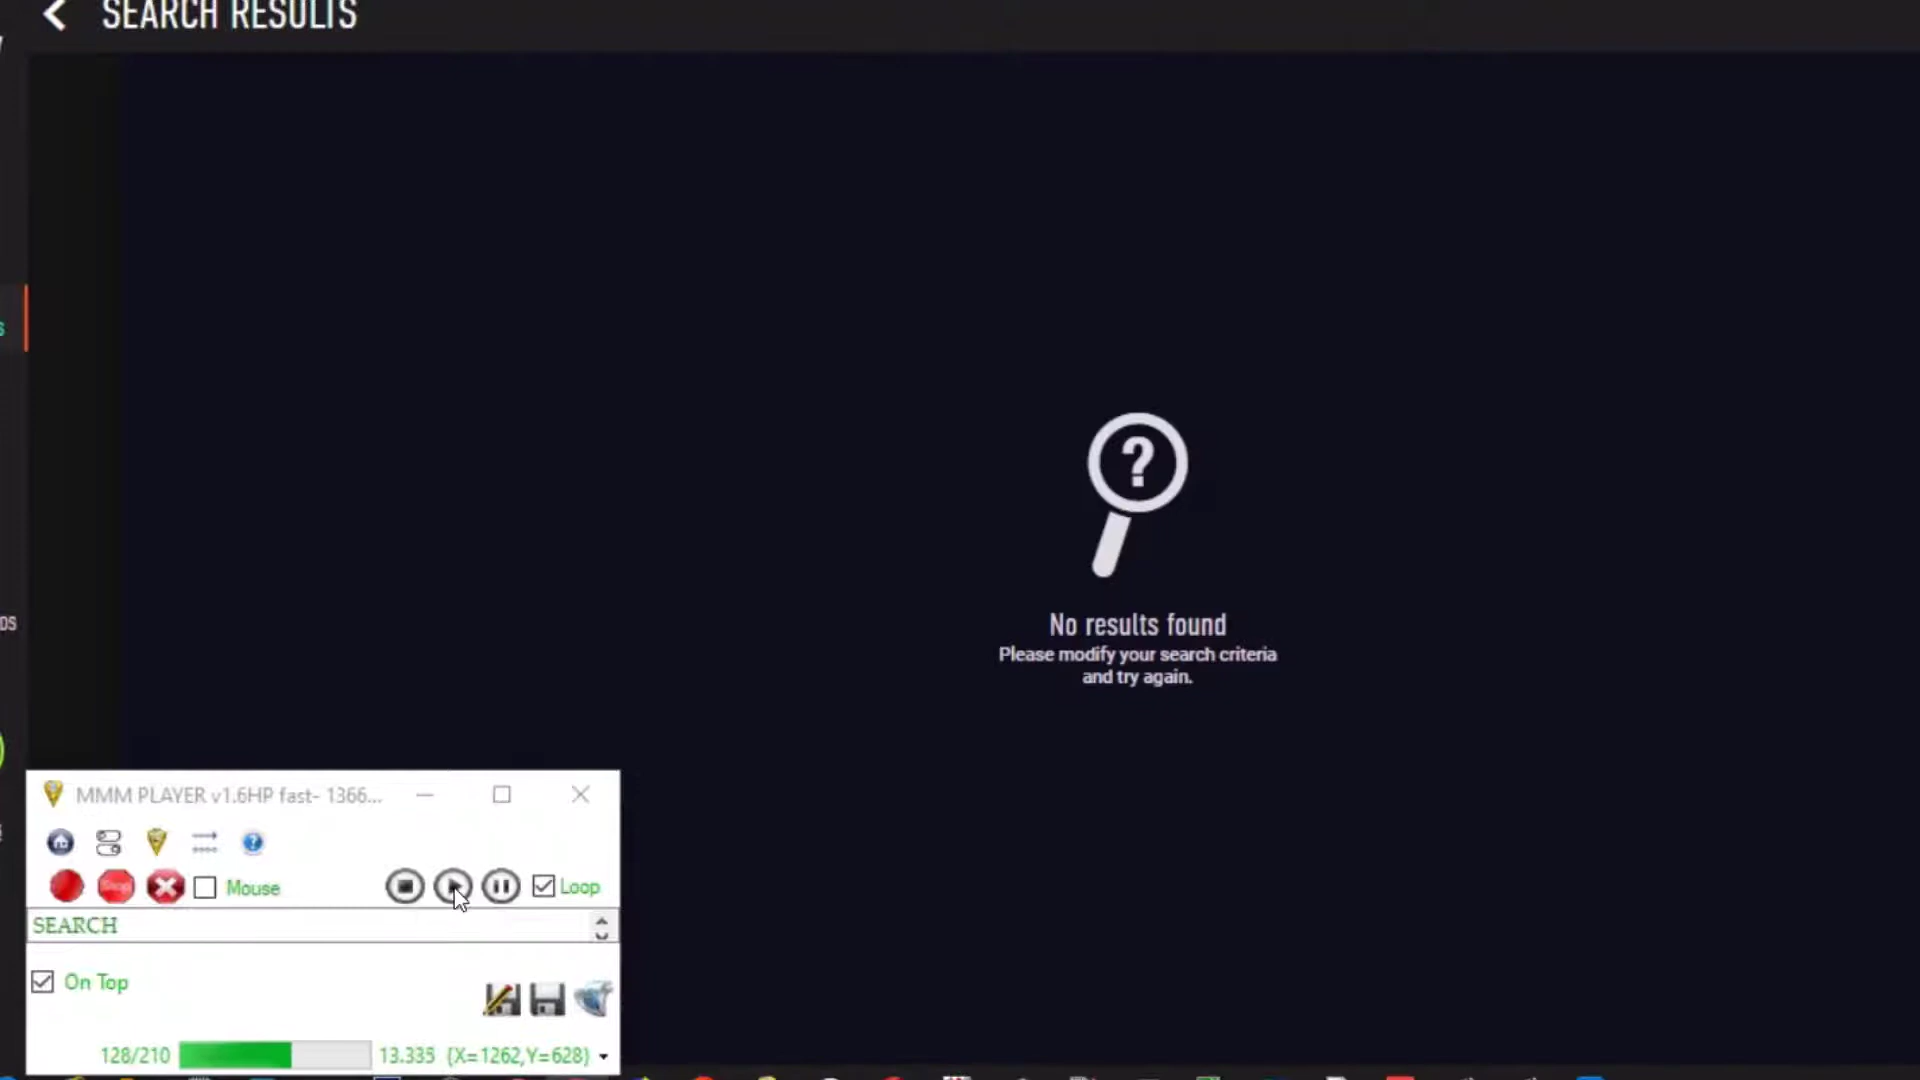 SEARCH RESULTS
No results found
Please modify your search criteria
and try again.
MMM PLAYER v1.6HP fast- 1366...
Stop
Mouse
Loop
SEARCH
On Top
128/210
13.335 (X=1262,Y=628)